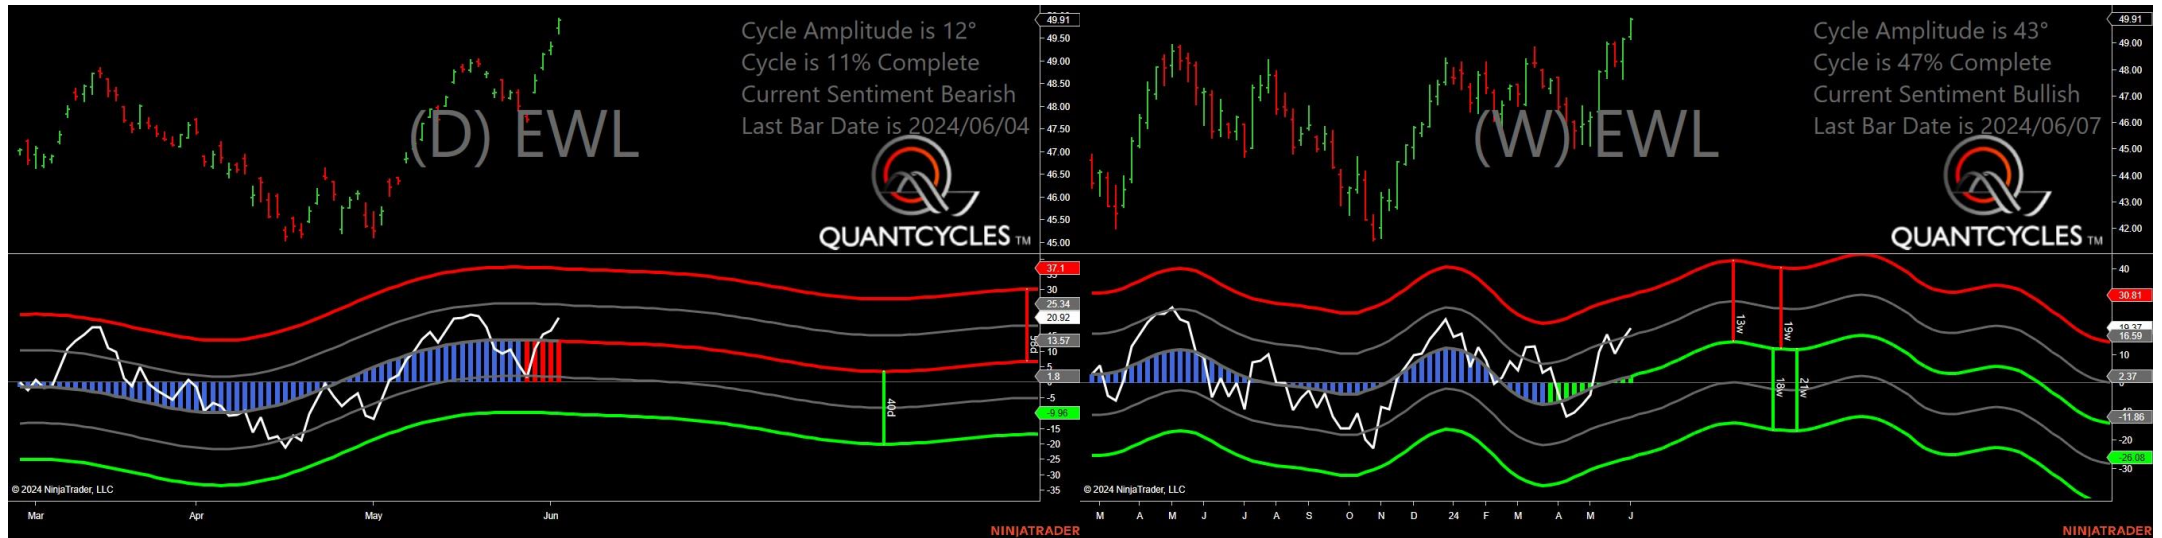 Cycle Amplitude is 12°
Cycle is 11% Complete
Current Sentiment Bearish
Last Bar Date is 2024/06/04
(D) EWL
QUANTCYCLES TM
49.91
49.50
49.00
48.50
48.00
47.50
47.00
46.50
46.00
45.50
45.00
37.1
30
25.34
20.92
13.57
10
1.8
-5
-9.96
-15
-20
-25
-30
-35
40d
© 2024 NinjaTrader, LLC
Mar
Apr
May
Jun
NINJATRADER
Cycle Amplitude is 43°
Cycle is 47% Complete
Current Sentiment Bullish
Last Bar Date is 2024/06/07
(W) EWL
QUANTCYCLES TM
49.91
49.00
48.00
47.00
46.00
45.00
44.00
43.00
42.00
40
30.81
19.37
16.59
10
2.37
-11.86
-20
-26.08
-30
13w
19w
18w
21w
© 2024 NinjaTrader, LLC
M
A
M
J
J
A
S
O
N
D
24
F
M
A
M
J
NINJATRADER